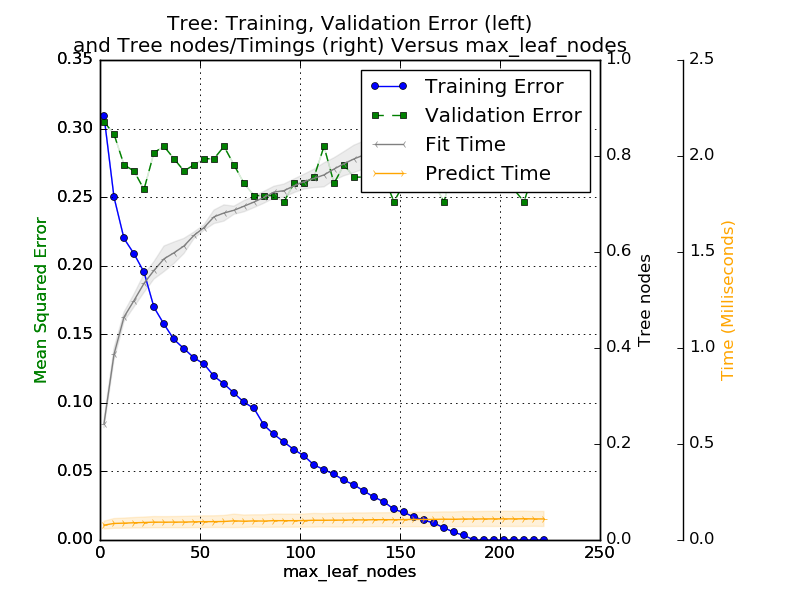 Tree: Training, Validation Error (left)
and Tree nodes/Timings (right) Versus max_leaf_nodes
Training Error
Validation Error
Fit Time
Predict Time
Mean Squared Error
0.35
0.30
0.25
0.20
0.15
0.10
0.05
0.00
0 50 100 150 200 250
max_leaf_nodes
1.0
0.8
0.6
0.4
0.2
0.0
Tree nodes
2.5
2.0
1.5
1.0
0.5
0.0
Time (Milliseconds)